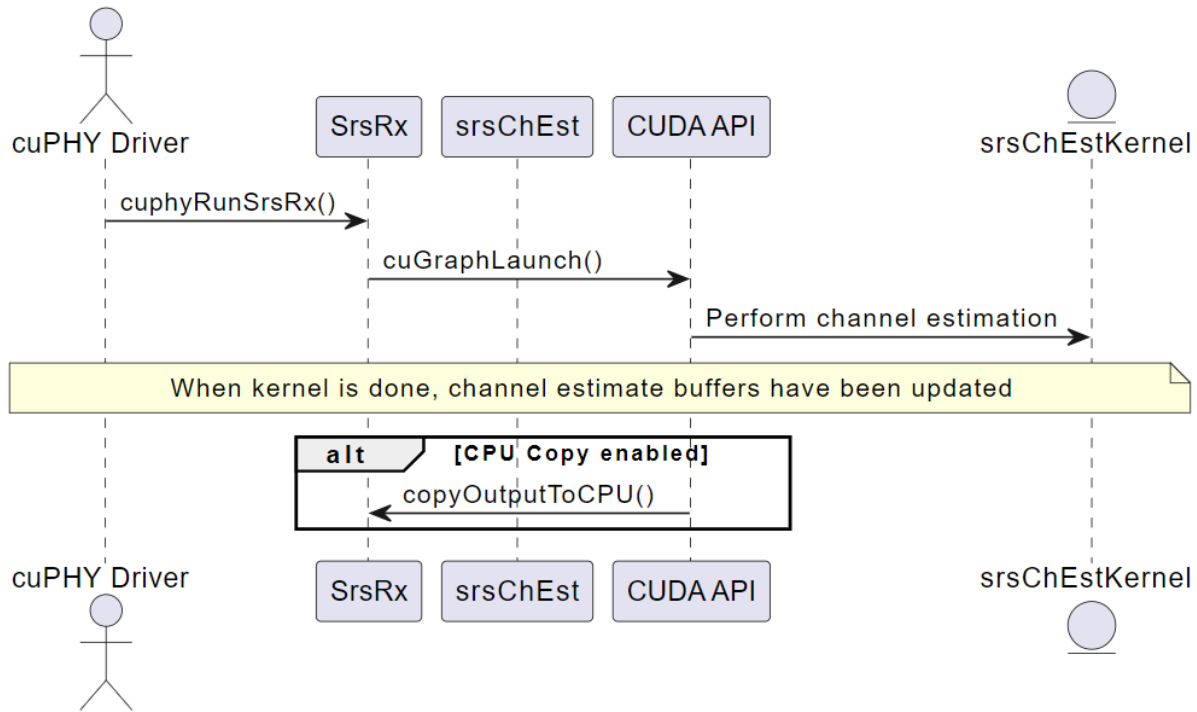 cuPHY Driver
SrsRx
srsChEst
CUDA API
srsChEstKernel
cuphyRunSrsRx()
cuGraphLaunch()
Perform channel estimation
When kernel is done, channel estimate buffers have been updated
alt
[CPU Copy enabled]
copyOutputToCPU()
cuPHY Driver
SrsRx
srsChEst
CUDA API
srsChEstKernel